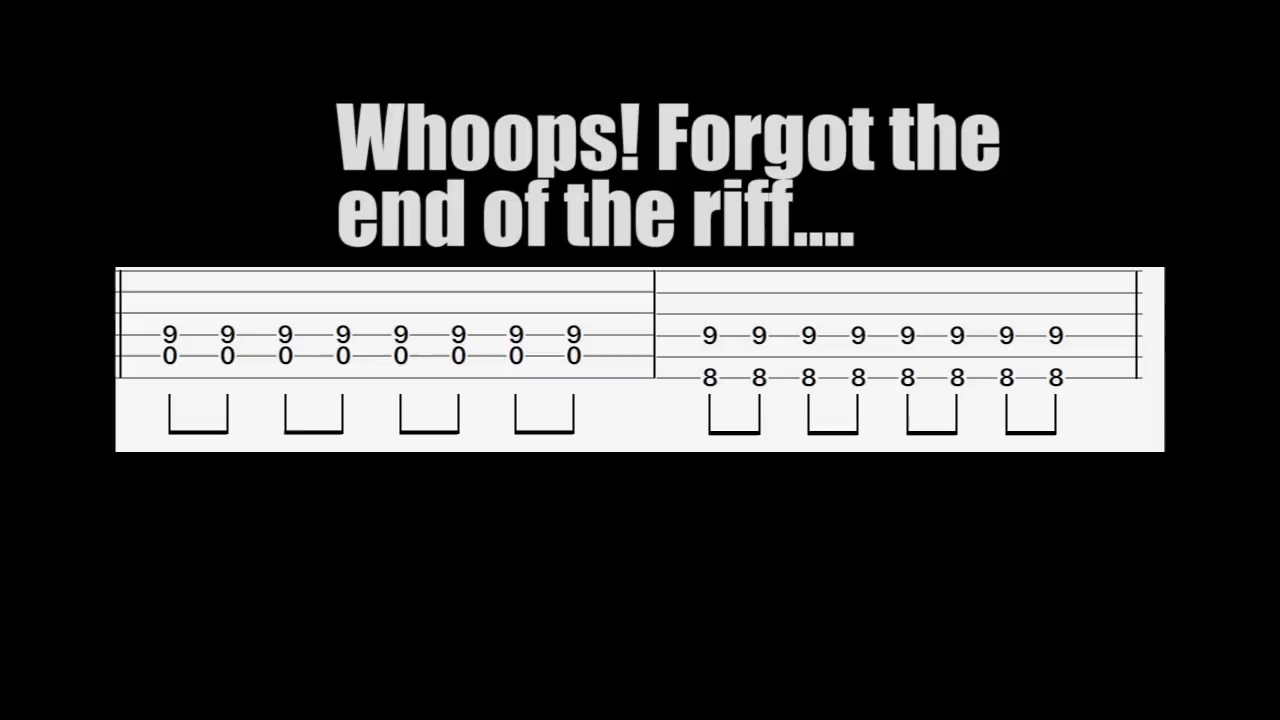 Whoops! Forgot the
end of the riff....
9 9 9 9 9 9 9 9 9 9 9 9 9 9 9 9
0 0 0 0 0 0 0 0
8 8 8 8 8 8 8 8